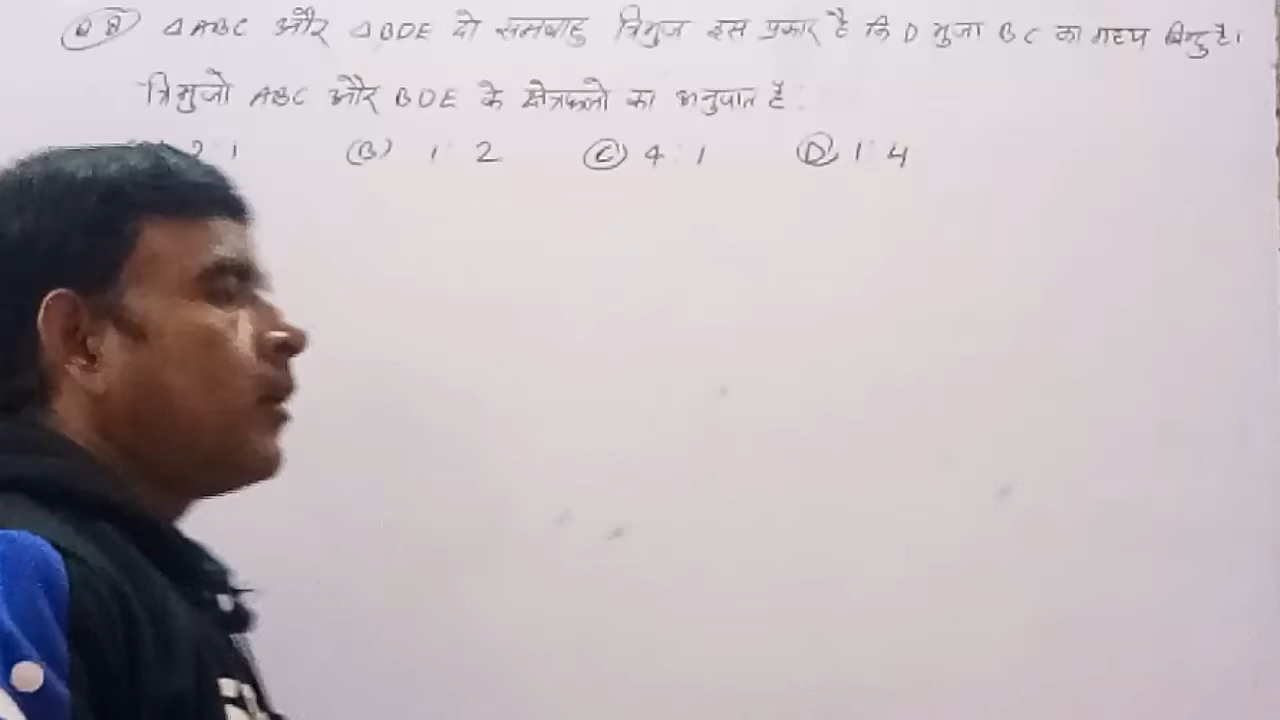 △ABC और △BDE दो समबाहु त्रिभुज इस प्रकार है कि D भुजा BC का मध्य बिन्दु है।
त्रिभुजो ABC और BDE के क्षेत्रफलो का अनुपात है:
2:1 (B) 1:2 (C) 4:1 (D) 1:4